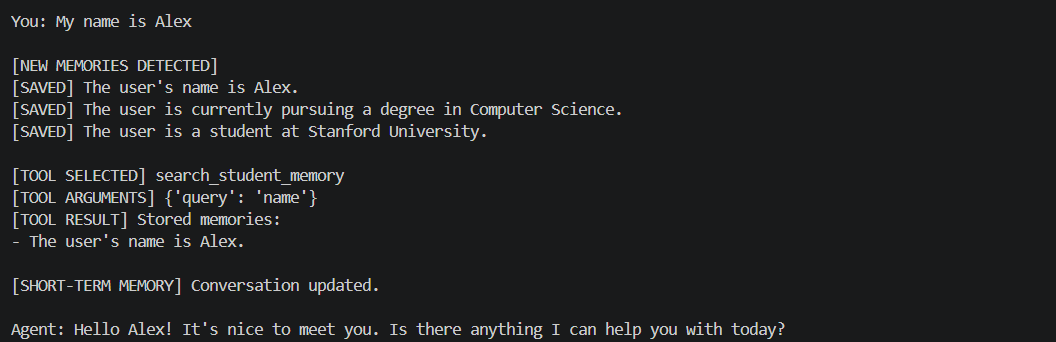 You: My name is Alex
[NEW MEMORIES DETECTED]
[SAVED] The user's name is Alex.
[SAVED] The user is currently pursuing a degree in Computer Science.
[SAVED] The user is a student at Stanford University.
[TOOL SELECTED] search_student_memory
[TOOL ARGUMENTS] {'query': 'name'}
[TOOL RESULT] Stored memories:
- The user's name is Alex.
[SHORT-TERM MEMORY] Conversation updated.
Agent: Hello Alex! It's nice to meet you. Is there anything I can help you with today?